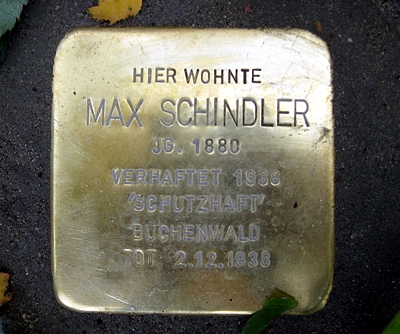 HIER WOHNTE
MAX SCHINDLER
JG. 1880
VERHAFTET 1938
'SCHUTZHAFT'
BUCHENWALD
TOT 2.12.1938